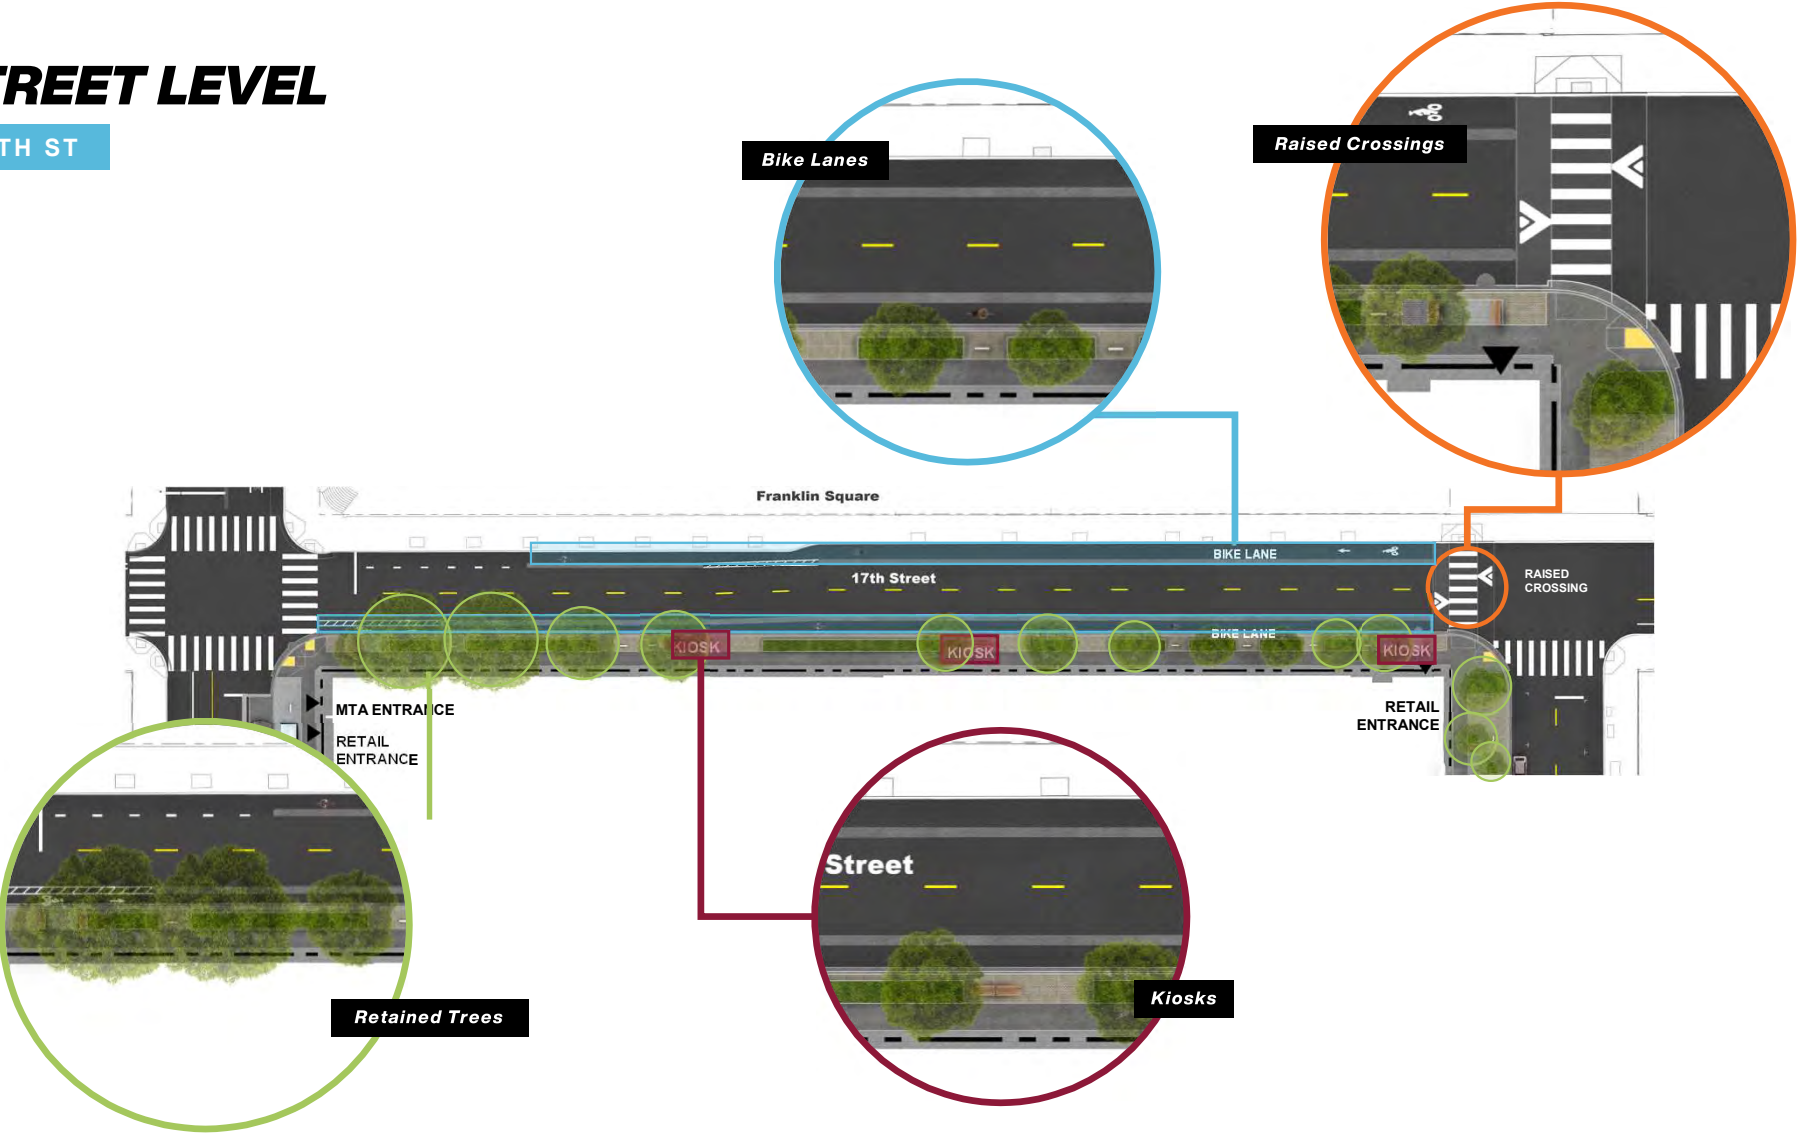 TREET LEVEL
TH ST
Bike Lanes
Raised Crossings
Franklin Square
BIKE LANE
17th Street
RAISED
CROSSING
BIKE LANE
KIOSK
KIOSK
KIOSK
MTA ENTRANCE
RETAIL
ENTRANCE
RETAIL
ENTRANCE
Street
Kiosks
Retained Trees